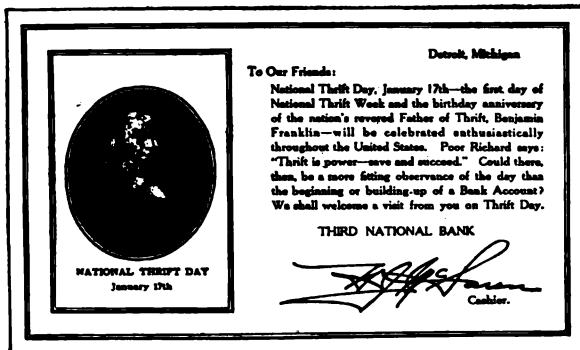 Detroit, Michigan
To Our Friends:
National Thrift Day, January 17th—the first day of
National Thrift Week and the birthday anniversary
of the nation's revered Father of Thrift, Benjamin
Franklin—will be celebrated enthusiastically
throughout the United States. Poor Richard says:
"Thrift is power—save and succeed." Could there,
then, be a more fitting observance of the day than
the beginning or building-up of a Bank Account?
We shall welcome a visit from you on Thrift Day.
THIRD NATIONAL BANK
Cashier.
NATIONAL THRIFT DAY
January 17th